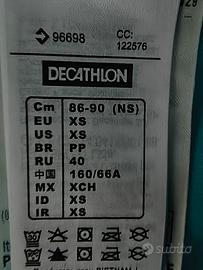 96698
CC:
122576
DECATHLON
Cm 86-90 (NS)
EU XS
US XS
BR PP
RU 40
中国 160/66A
MX XCH
ID XS
IR XS
subito